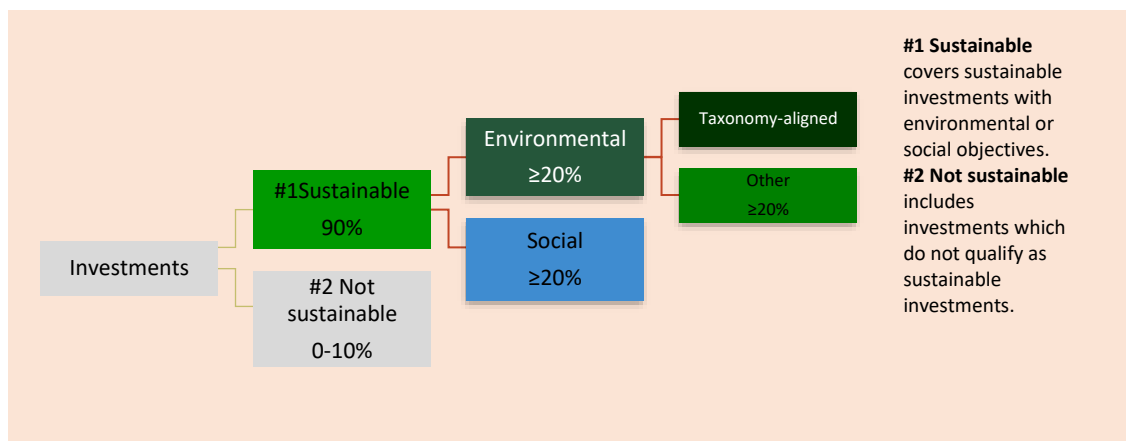 Investments
#1Sustainable
90%
#2 Not
sustainable
0-10%
Environmental
≥20%
Social
≥20%
Taxonomy-aligned
Other
≥20%
#1 Sustainable
covers sustainable
investments with
environmental or
social objectives.
#2 Not sustainable
includes
investments which
do not qualify as
sustainable
investments.